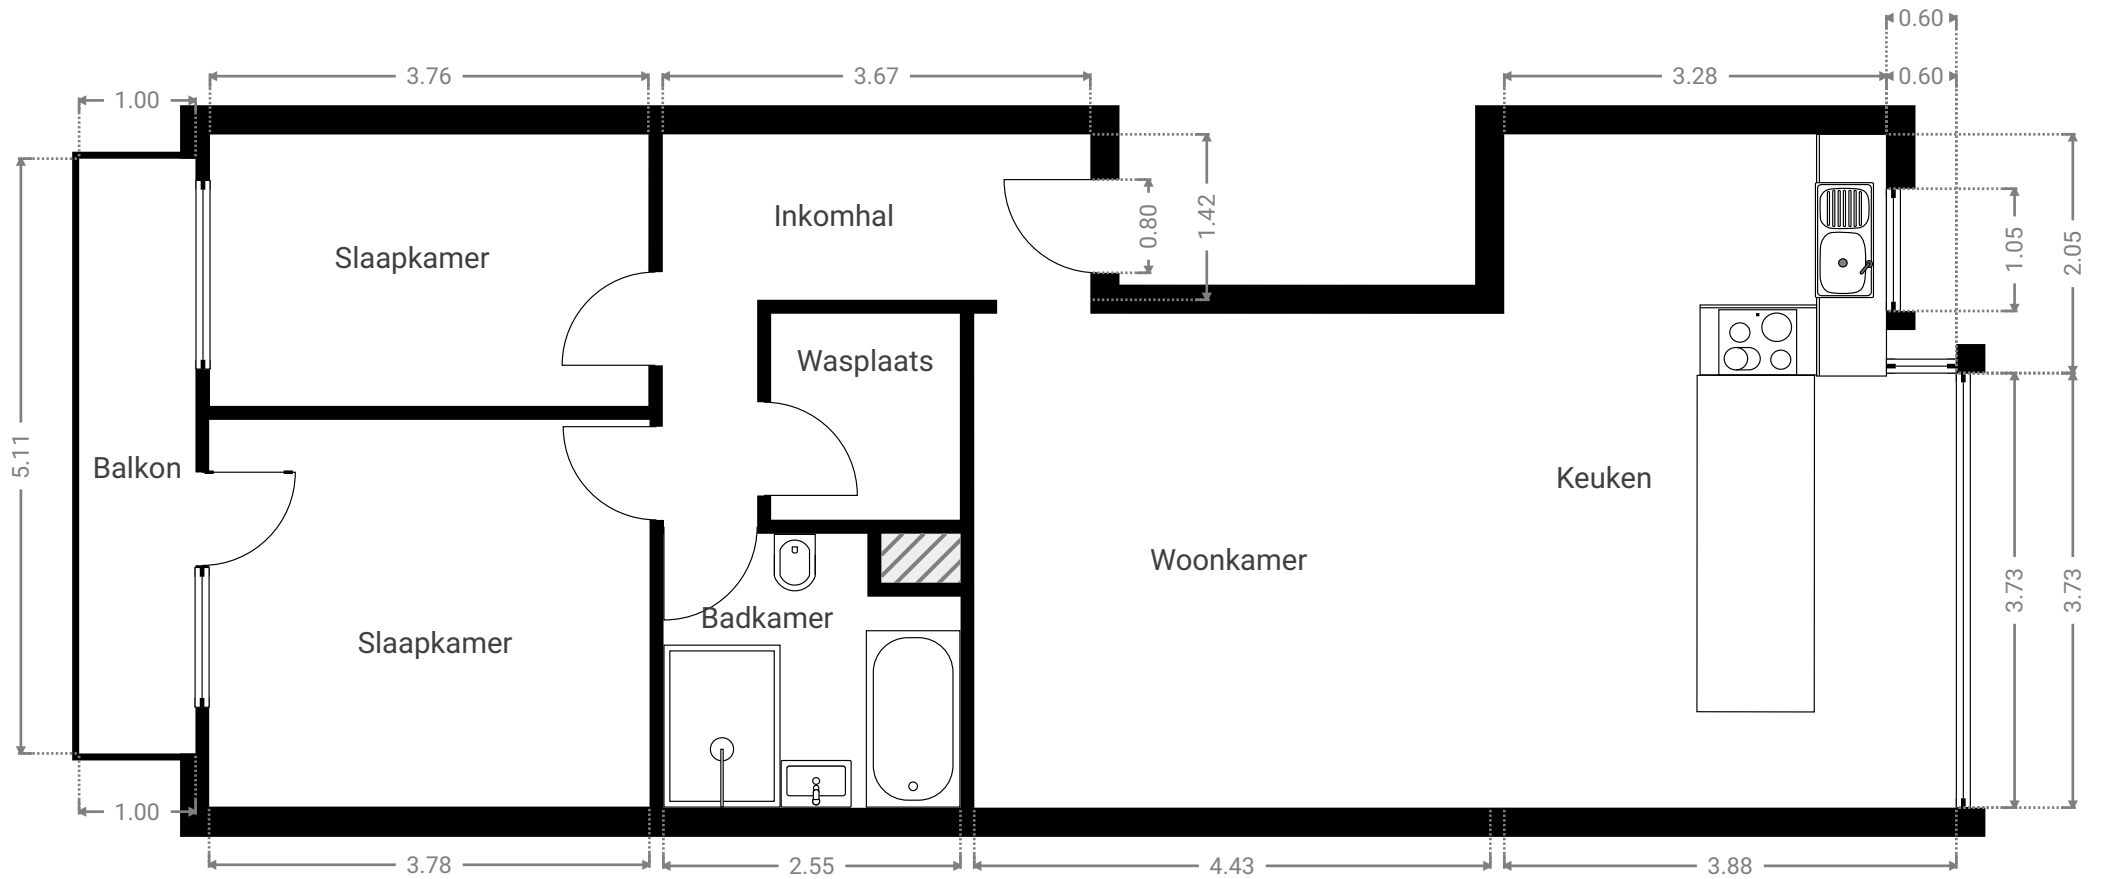 0.60
3.76
3.67
3.28
0.60
1.00
Inkomhal
0.80
1.42
Slaapkamer
1.05
2.05
Wasplaats
5.11
Balkon
Keuken
Woonkamer
3.73
3.73
Badkamer
Slaapkamer
1.00
3.78
2.55
4.43
3.88